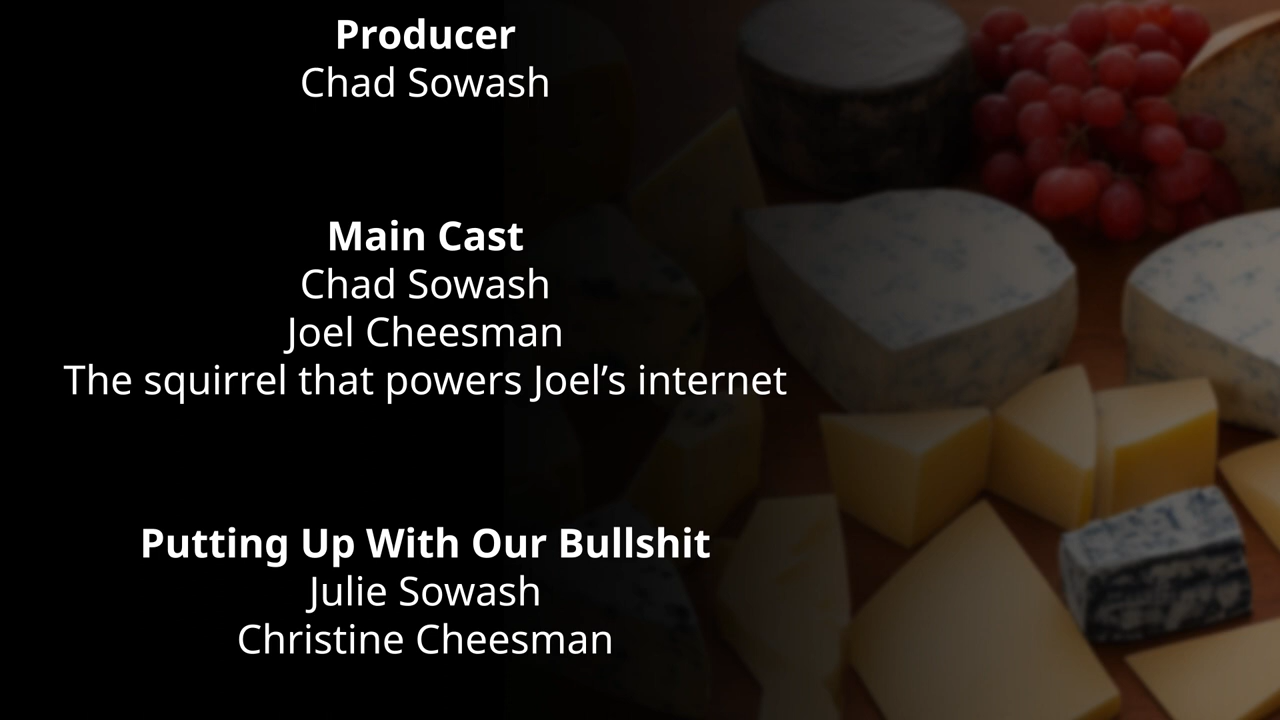 Producer
Chad Sowash
Main Cast
Chad Sowash
Joel Cheesman
The squirrel that powers Joel’s internet
Putting Up With Our Bullshit
Julie Sowash
Christine Cheesman